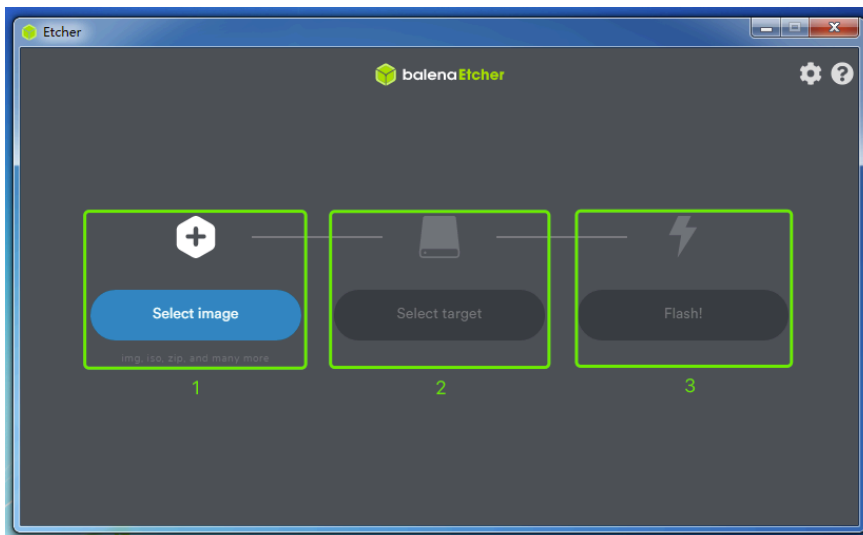 Etcher
balenaEtcher
Select image
Select target
Flash!
img, iso, zip, and many more
1
2
3